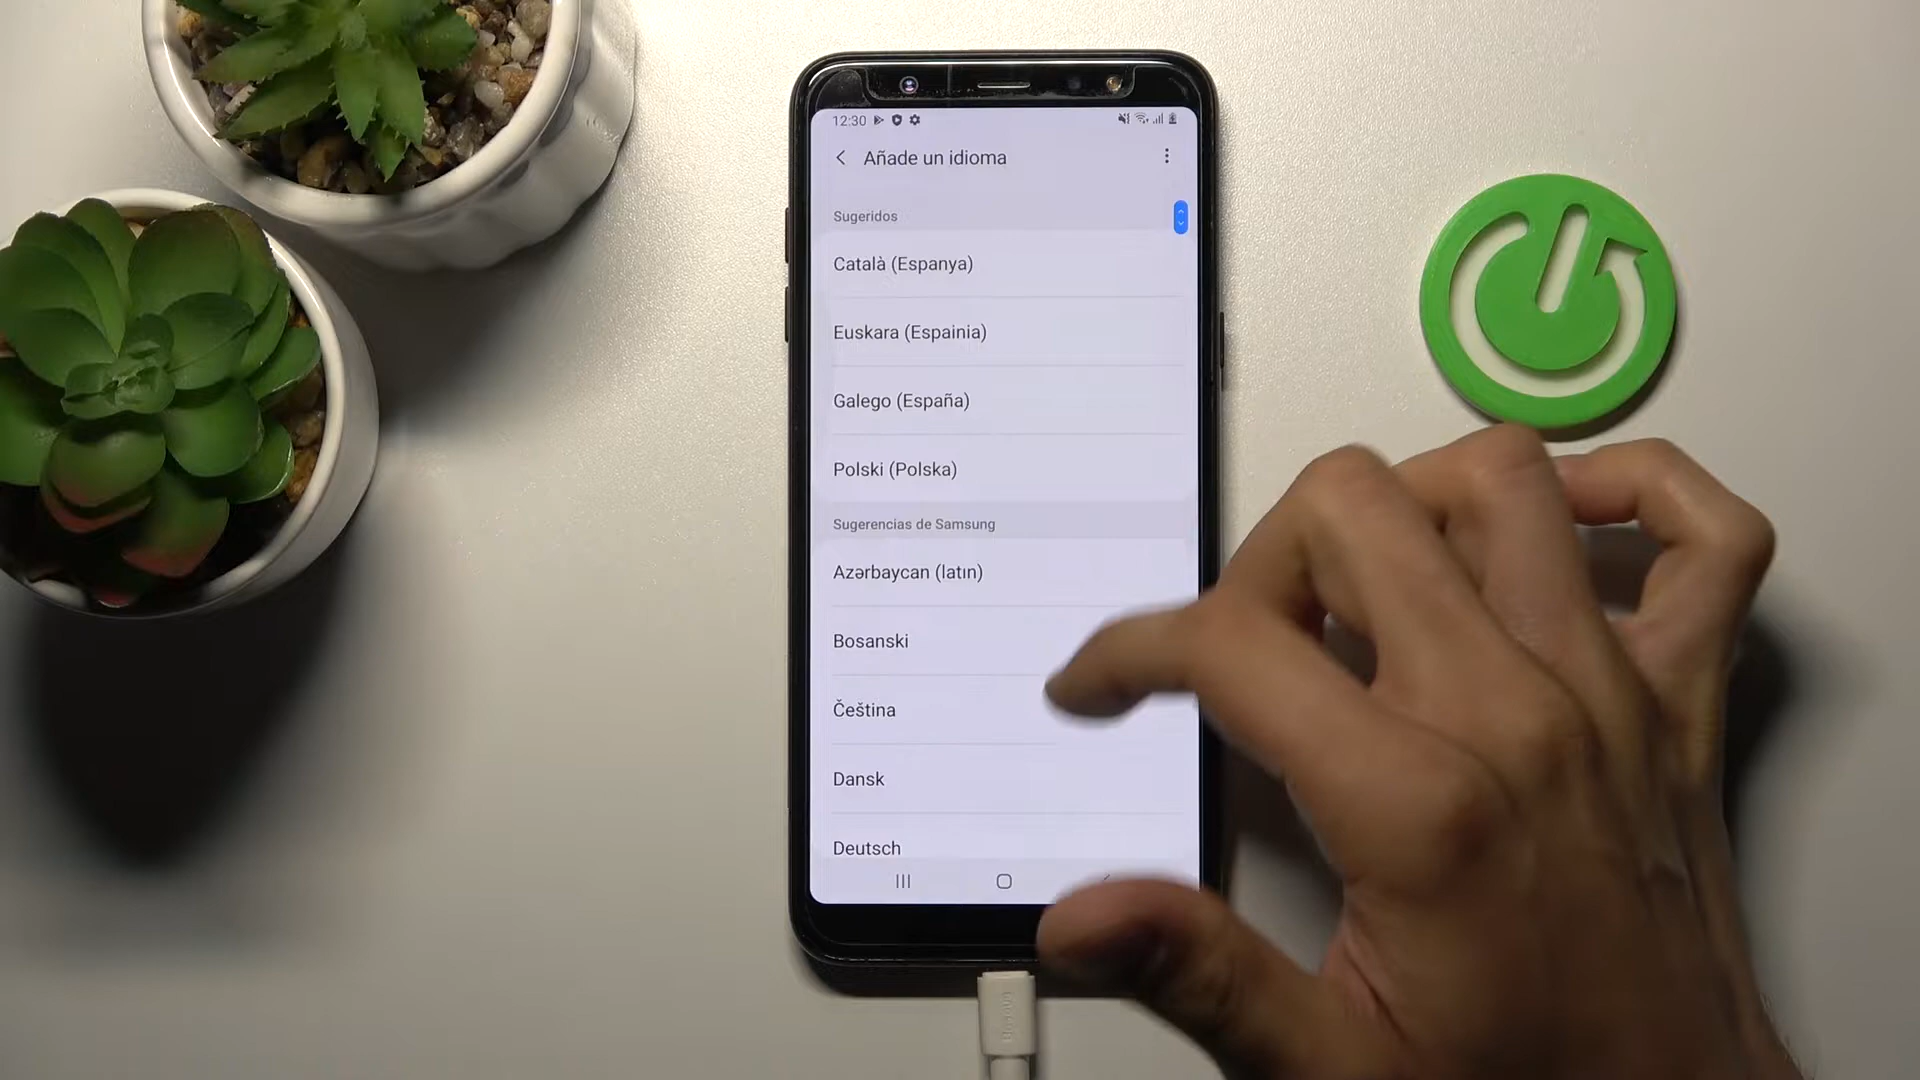 12:30
Añade un idioma
Sugeridos
Català (Espanya)
Euskara (Espainia)
Galego (España)
Polski (Polska)
Sugerencias de Samsung
Azərbaycan (latın)
Bosanski
Čeština
Dansk
Deutsch